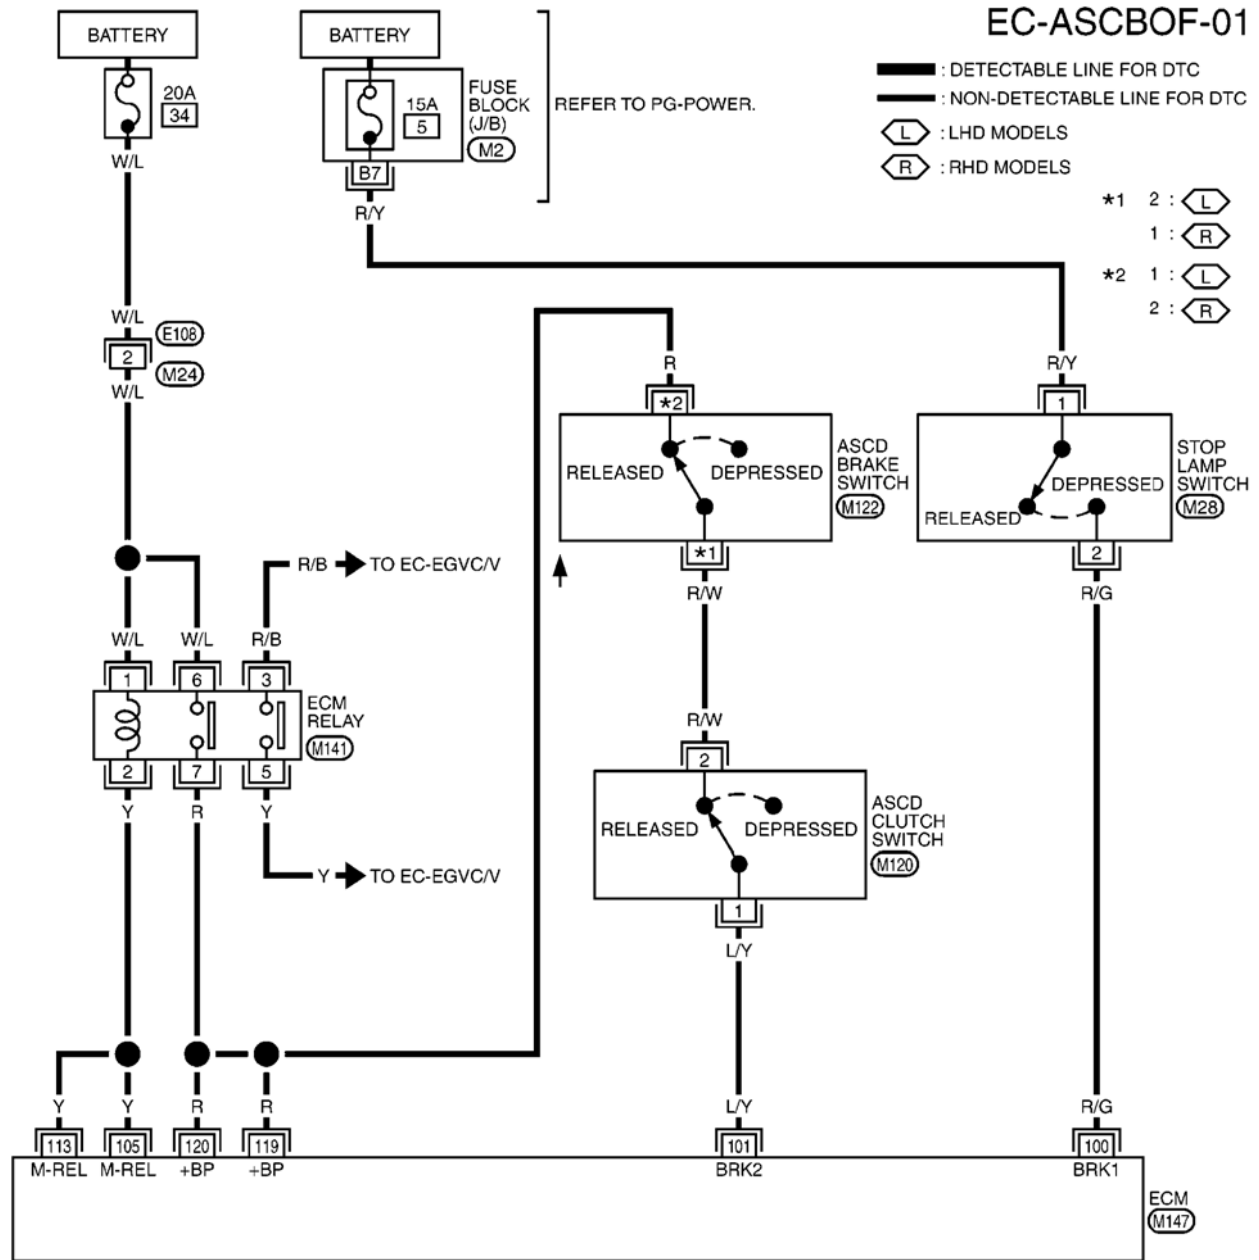 EC-ASCBOF-01
BATTERY
BATTERY
: DETECTABLE LINE FOR DTC
: NON-DETECTABLE LINE FOR DTC
L : LHD MODELS
R : RHD MODELS
*1 2 : L
1 : R
*2 1 : L
2 : R
20A
34
15A
5
FUSE
BLOCK
(J/B)
M2
REFER TO PG-POWER.
B7
W/L
R/Y
W/L
E108
2
M24
W/L
R
R/Y
*2
1
RELEASED
DEPRESSED
ASCD
BRAKE
SWITCH
M122
DEPRESSED
RELEASED
STOP
LAMP
SWITCH
M28
*1
2
R/W
R/G
R/B
TO EC-EGVC/V
W/L
W/L
R/B
1
6
3
ECM
RELAY
M141
2
7
5
Y
R
Y
Y
TO EC-EGVC/V
R/W
2
RELEASED
DEPRESSED
ASCD
CLUTCH
SWITCH
M120
1
L/Y
Y
Y
R
R
L/Y
R/G
113
105
120
119
101
100
M-REL
M-REL
+BP
+BP
BRK2
BRK1
ECM
M147